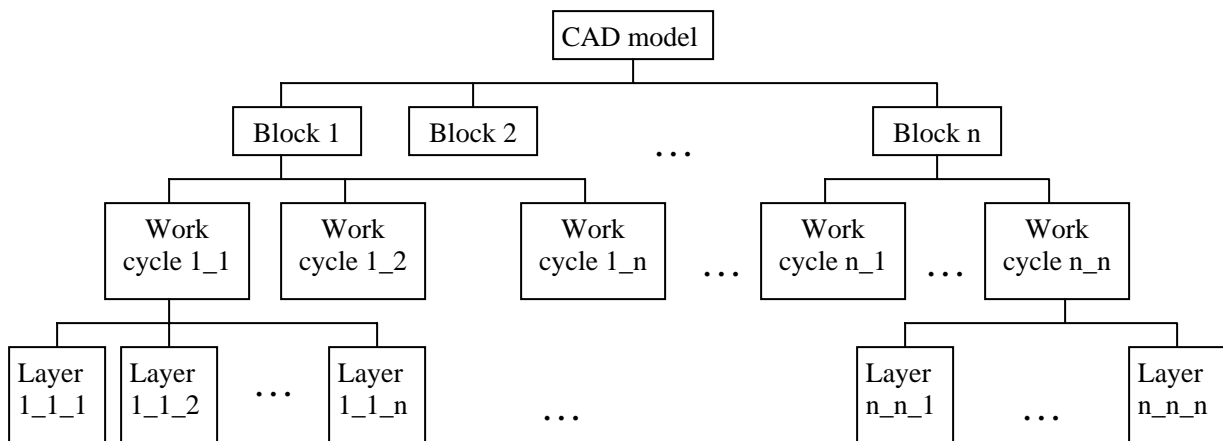 CAD model
Block 1
Block 2
...
Block n
Work
cycle 1_1
Work
cycle 1_2
Work
cycle 1_n
...
Work
cycle n_1
...
Work
cycle n_n
Layer
1_1_1
Layer
1_1_2
...
Layer
1_1_n
...
Layer
n_n_1
...
Layer
n_n_n